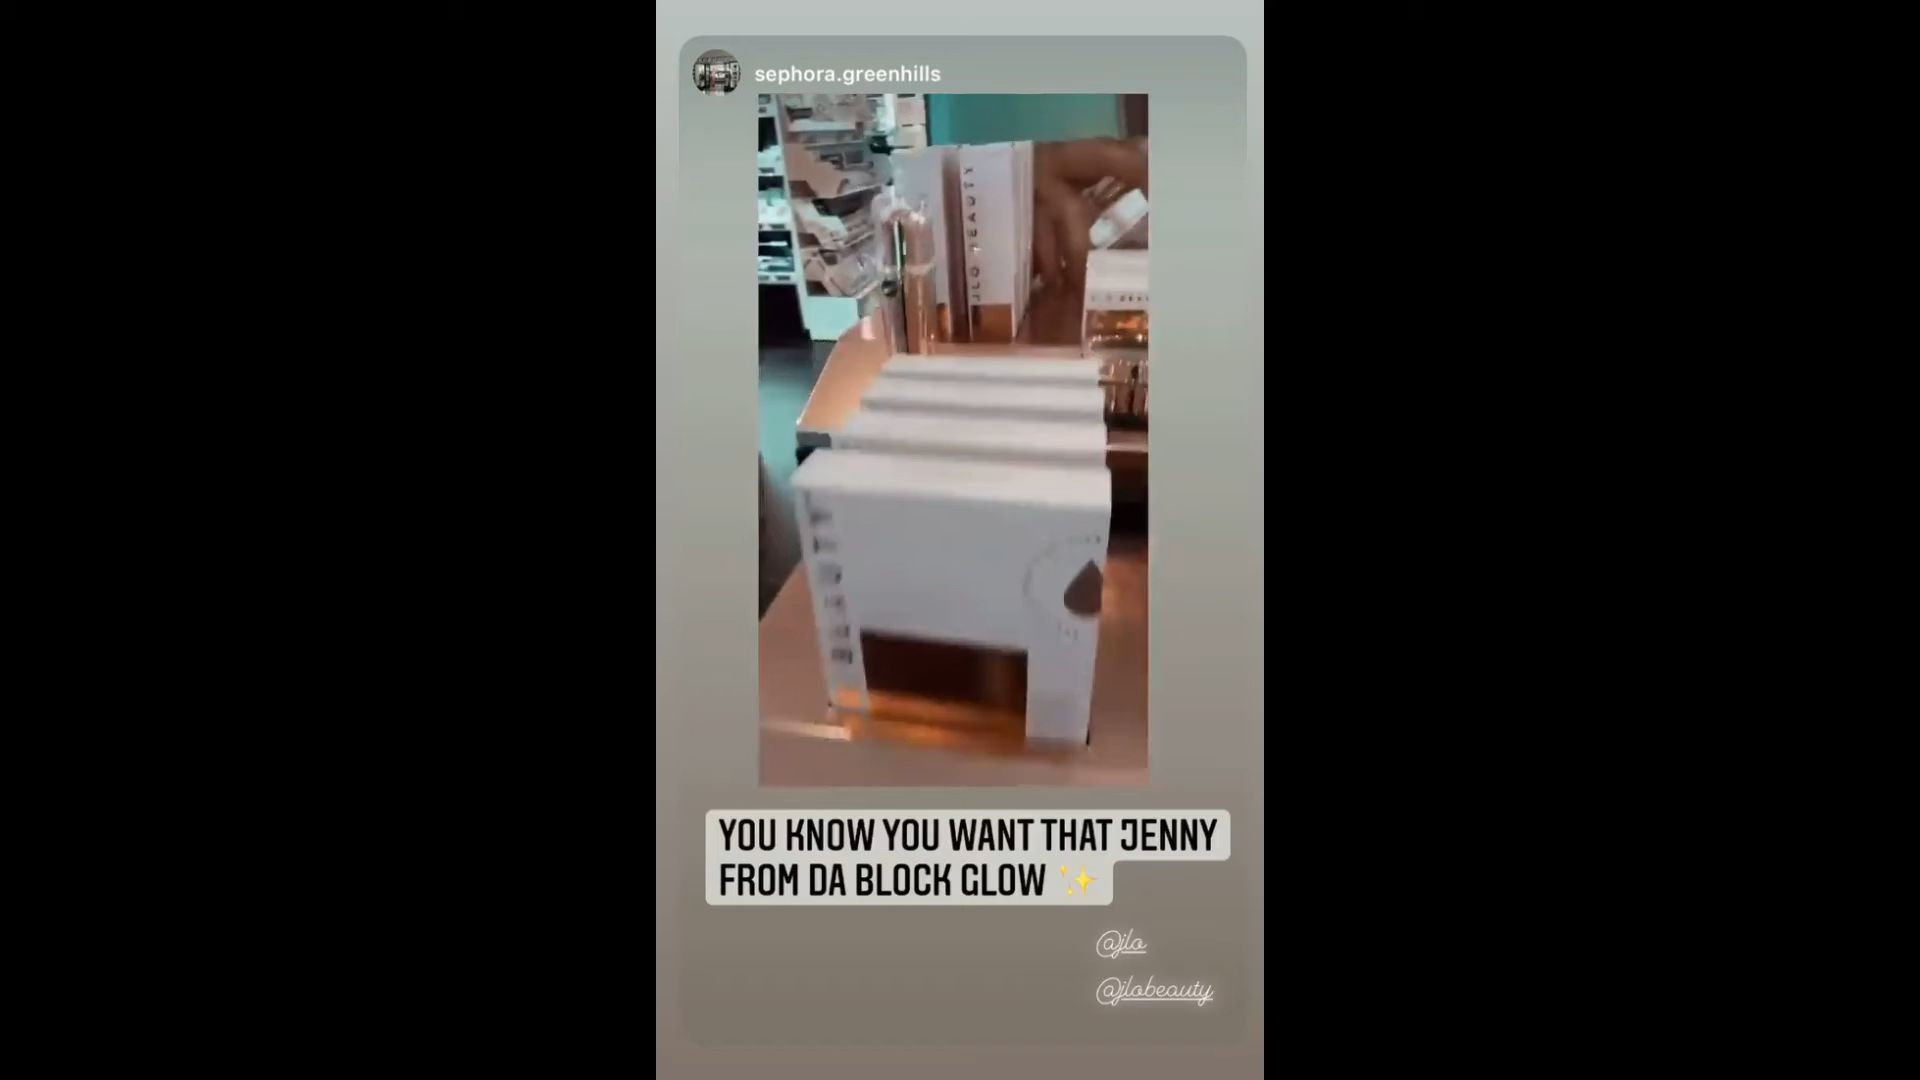 sephora.greenhills
JLO BEAUTY
YOU KNOW YOU WANT THAT JENNY
FROM DA BLOCK GLOW ✨
@jlo
@jlobeauty